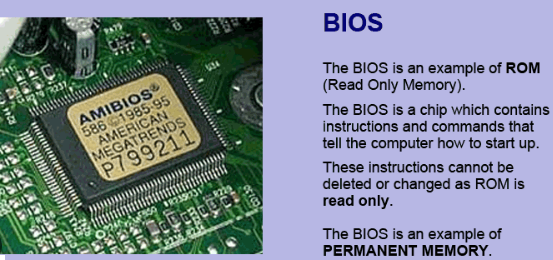 AMIBIOS®
586 ©1985-95
AMERICAN
MEGATRENDS
P799211
BIOS
The BIOS is an example of ROM
(Read Only Memory).
The BIOS is a chip which contains
instructions and commands that
tell the computer how to start up.
These instructions cannot be
deleted or changed as ROM is
read only.
The BIOS is an example of
PERMANENT MEMORY.